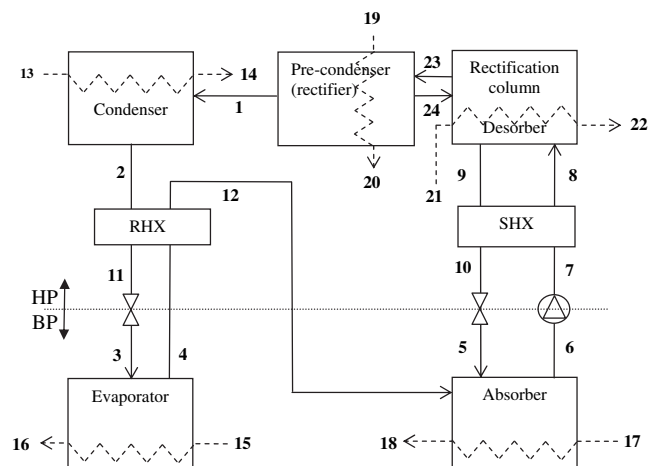 19
13
14
Condenser
1
Pre-condenser
(rectifier)
23
24
Rectification
column
Desorber
22
20
21
2
12
9
8
RHX
SHX
11
10
7
HP
BP
3
4
5
6
Evaporator
Absorber
16
15
18
17